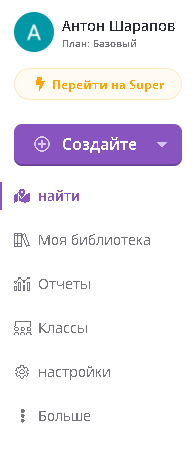 А
Антон Шарапов
План: Базовый
Перейти на Super
Создайте
найти
Моя библиотека
Отчеты
Классы
настройки
Больше